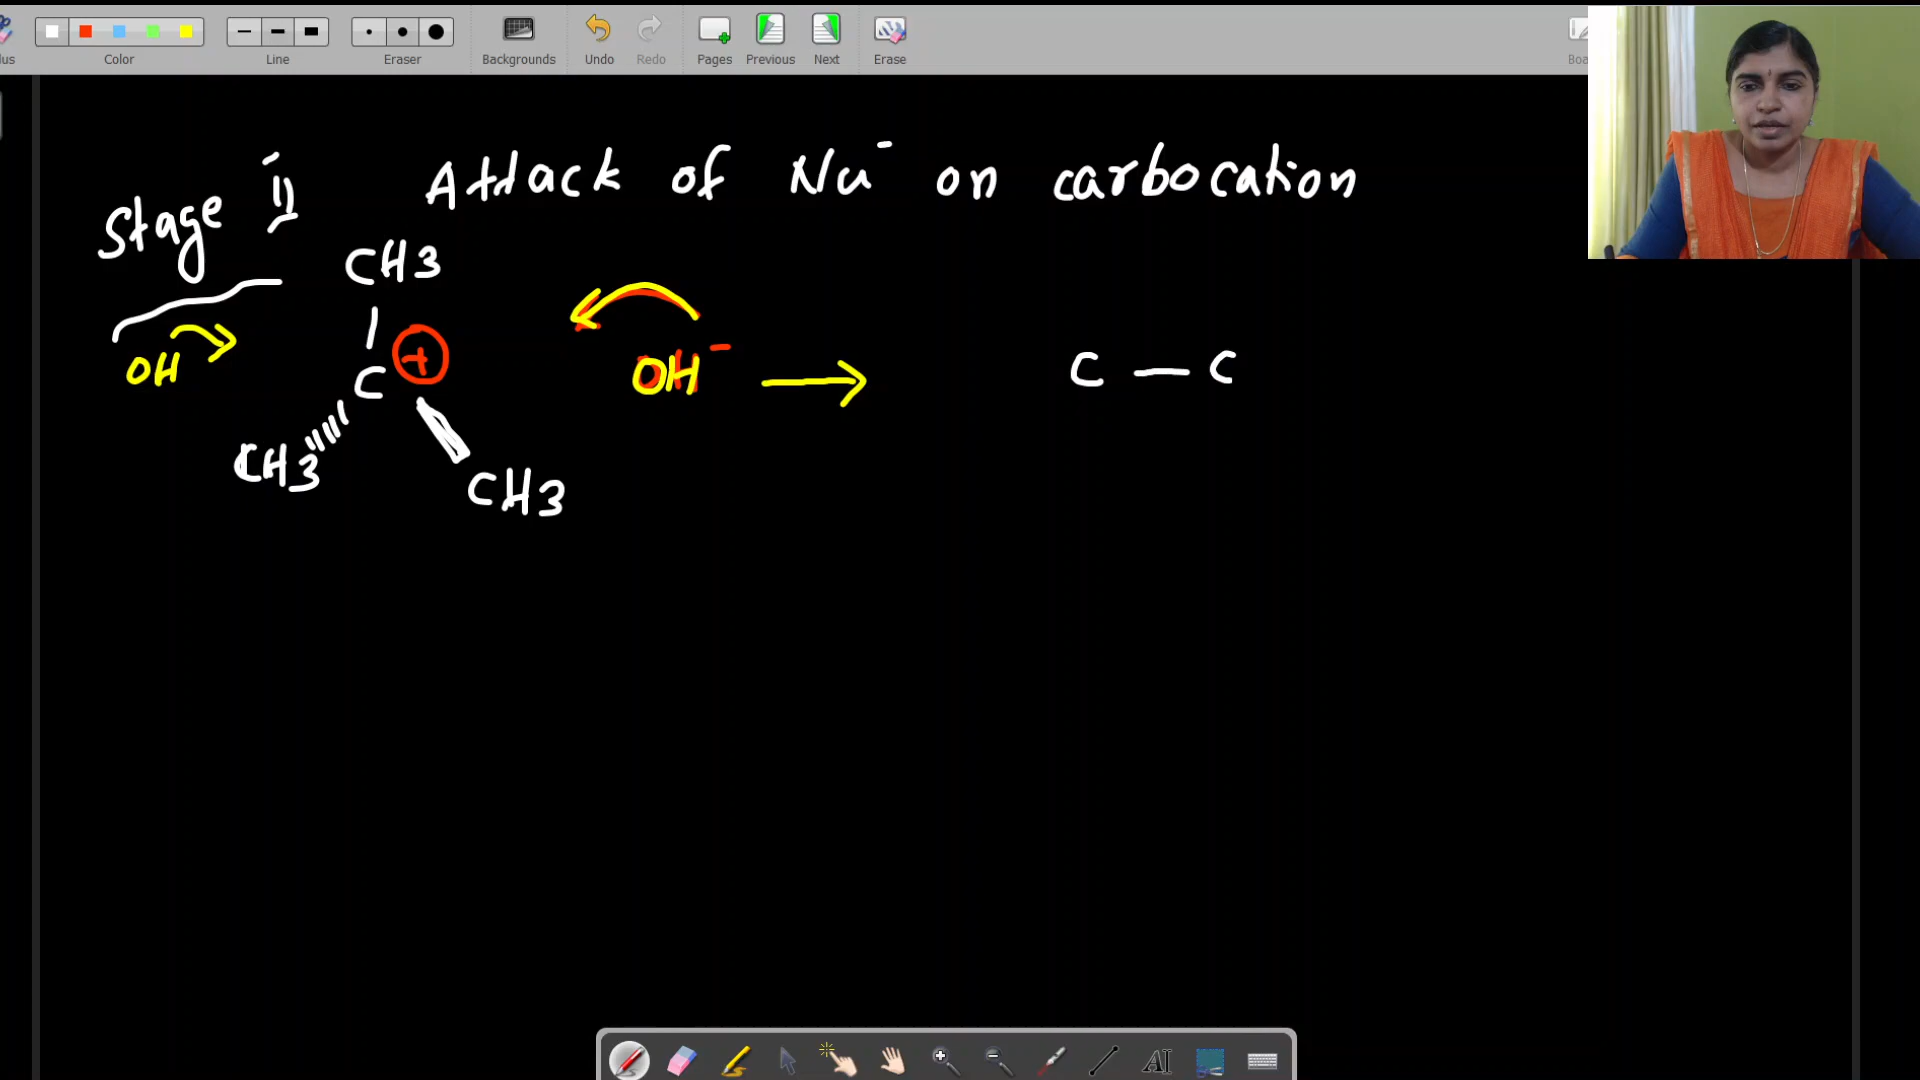 Color Line Eraser Backgrounds Undo Redo Pages Previous Next Erase
Stage II Attack of Nu⁻ on carbocation
CH3
OH C + OH⁻ → C — C
CH3 CH3
AI